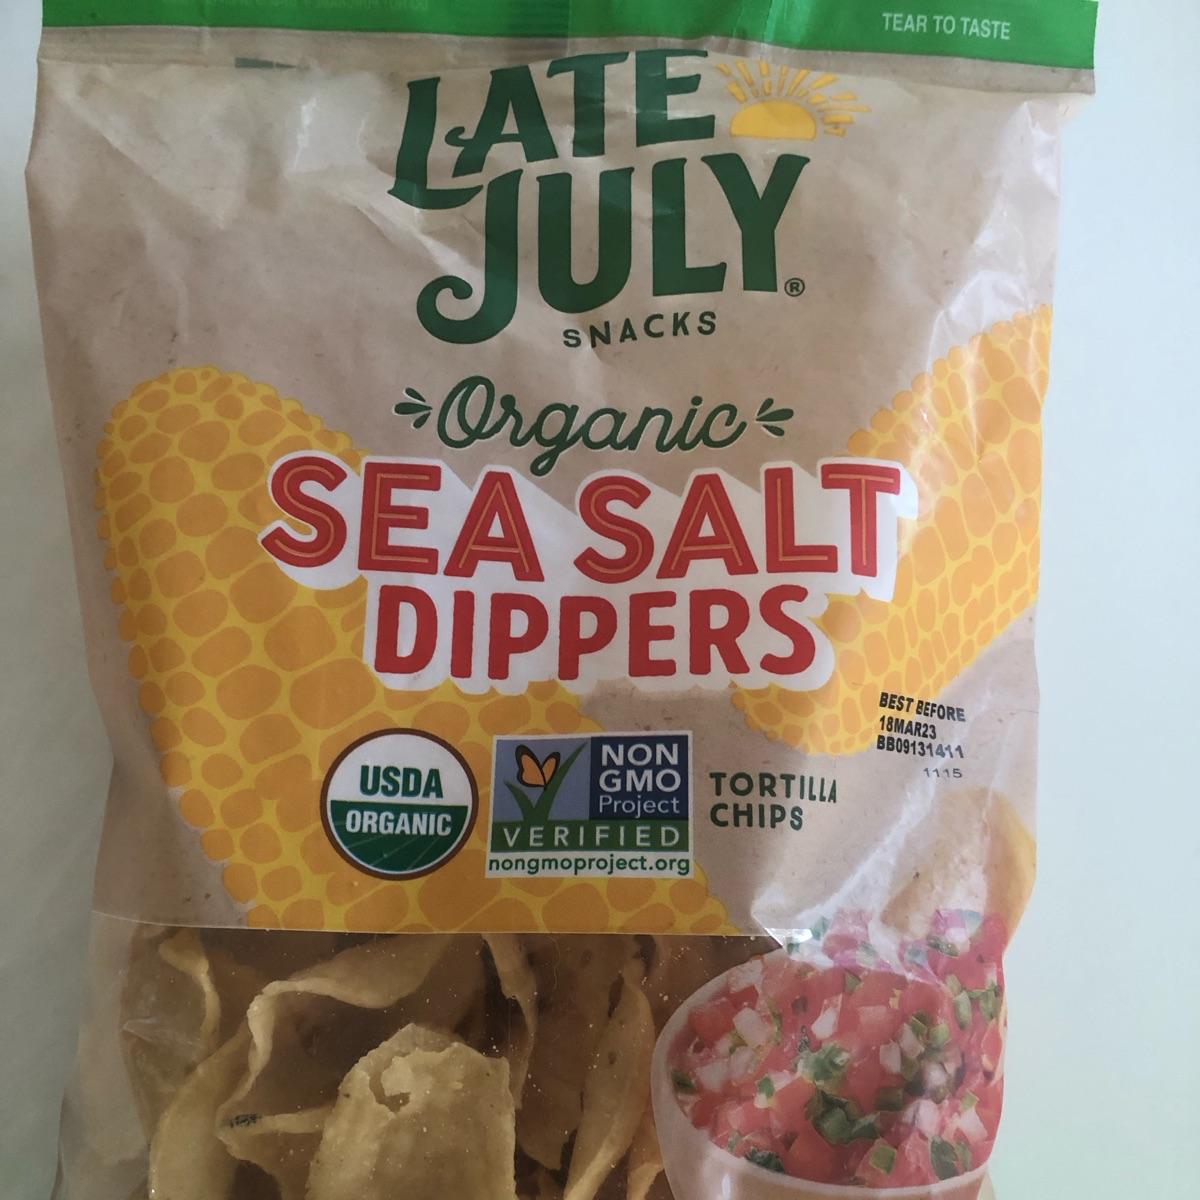 TEAR TO TASTE
LATE
JULY®
SNACKS
Organic
SEA SALT
DIPPERS
BEST BEFORE
18MAR23
BB09131411
1115
USDA
ORGANIC
NON
GMO
Project
VERIFIED
nongmoproject.org
TORTILLA
CHIPS